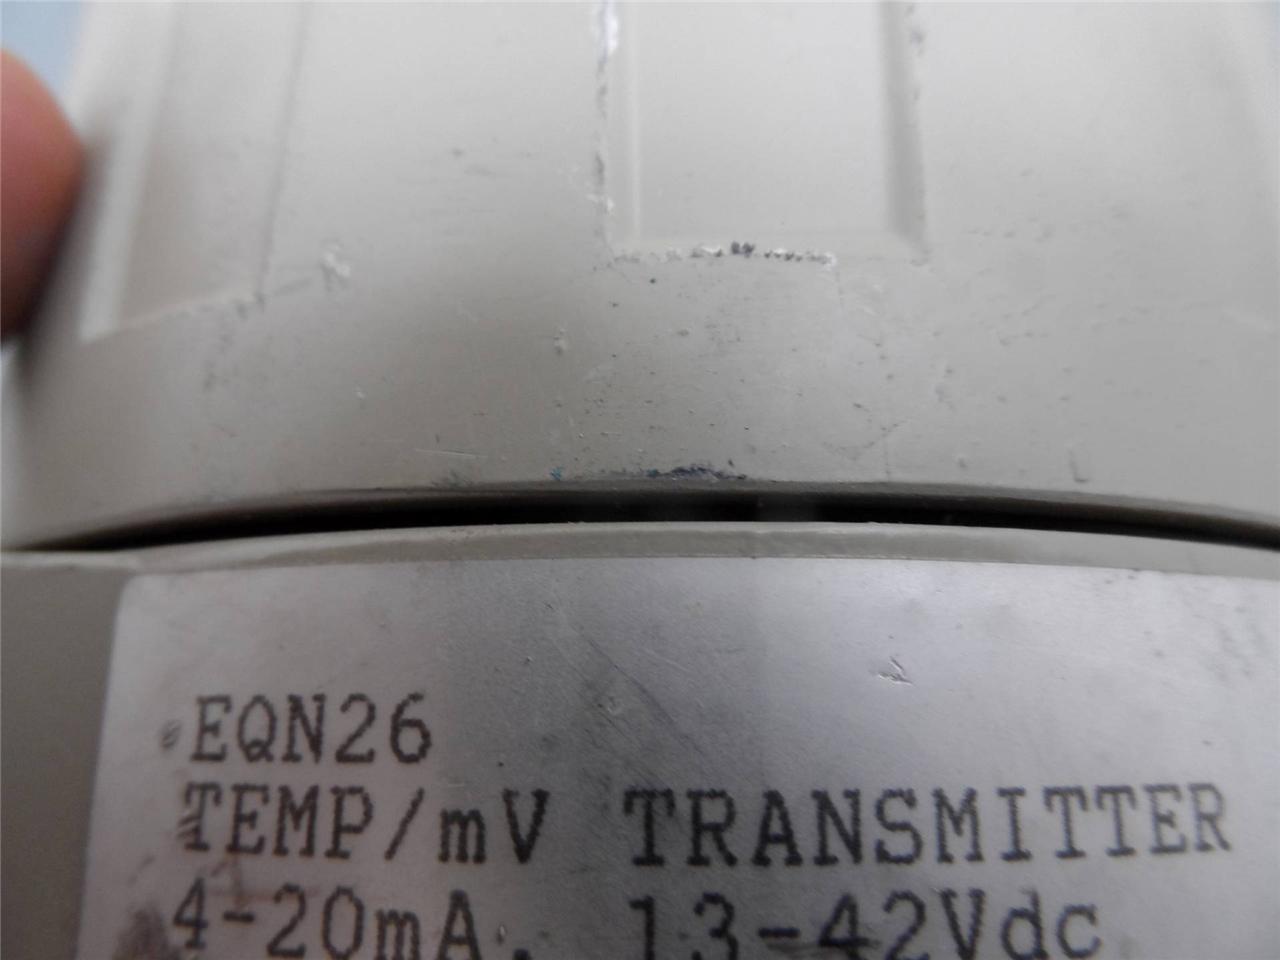 EQN26
TEMP/mV TRANSMITTER
4-20mA. 13-42Vdc